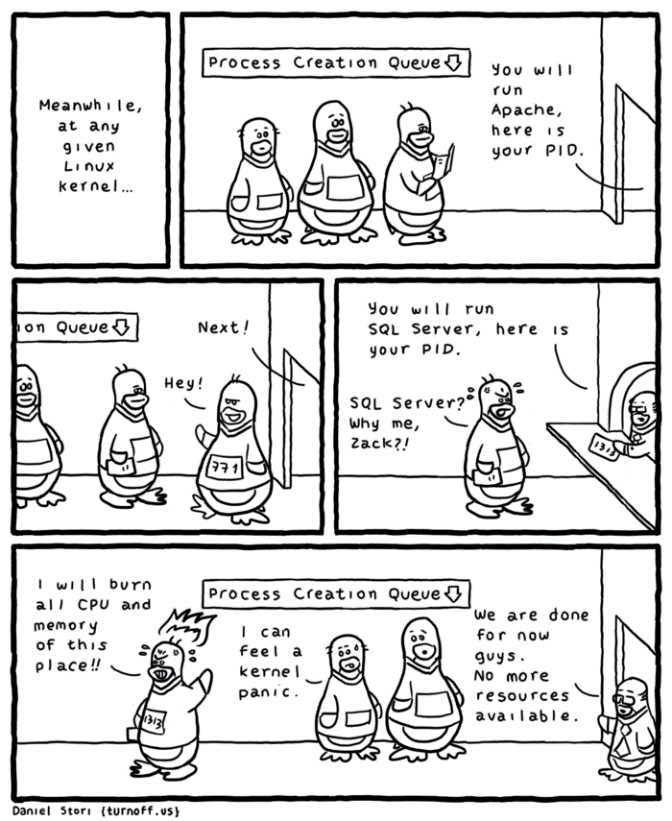 Meanwhile,
at any
given
Linux
kernel...
Process Creation Queue
You will
run
Apache,
here is
your PID.
ion Queue
Next!
Hey!
771
You will run
SQL Server, here is
your PID.
SQL Server?
Why me,
Zack?!
1313
I will burn
all CPU and
memory
of this
place!!
1313
Process Creation Queue
I can
feel a
kernel
panic.
We are done
for now
guys.
No more
resources
available.
Daniel Stori {turnoff.us}